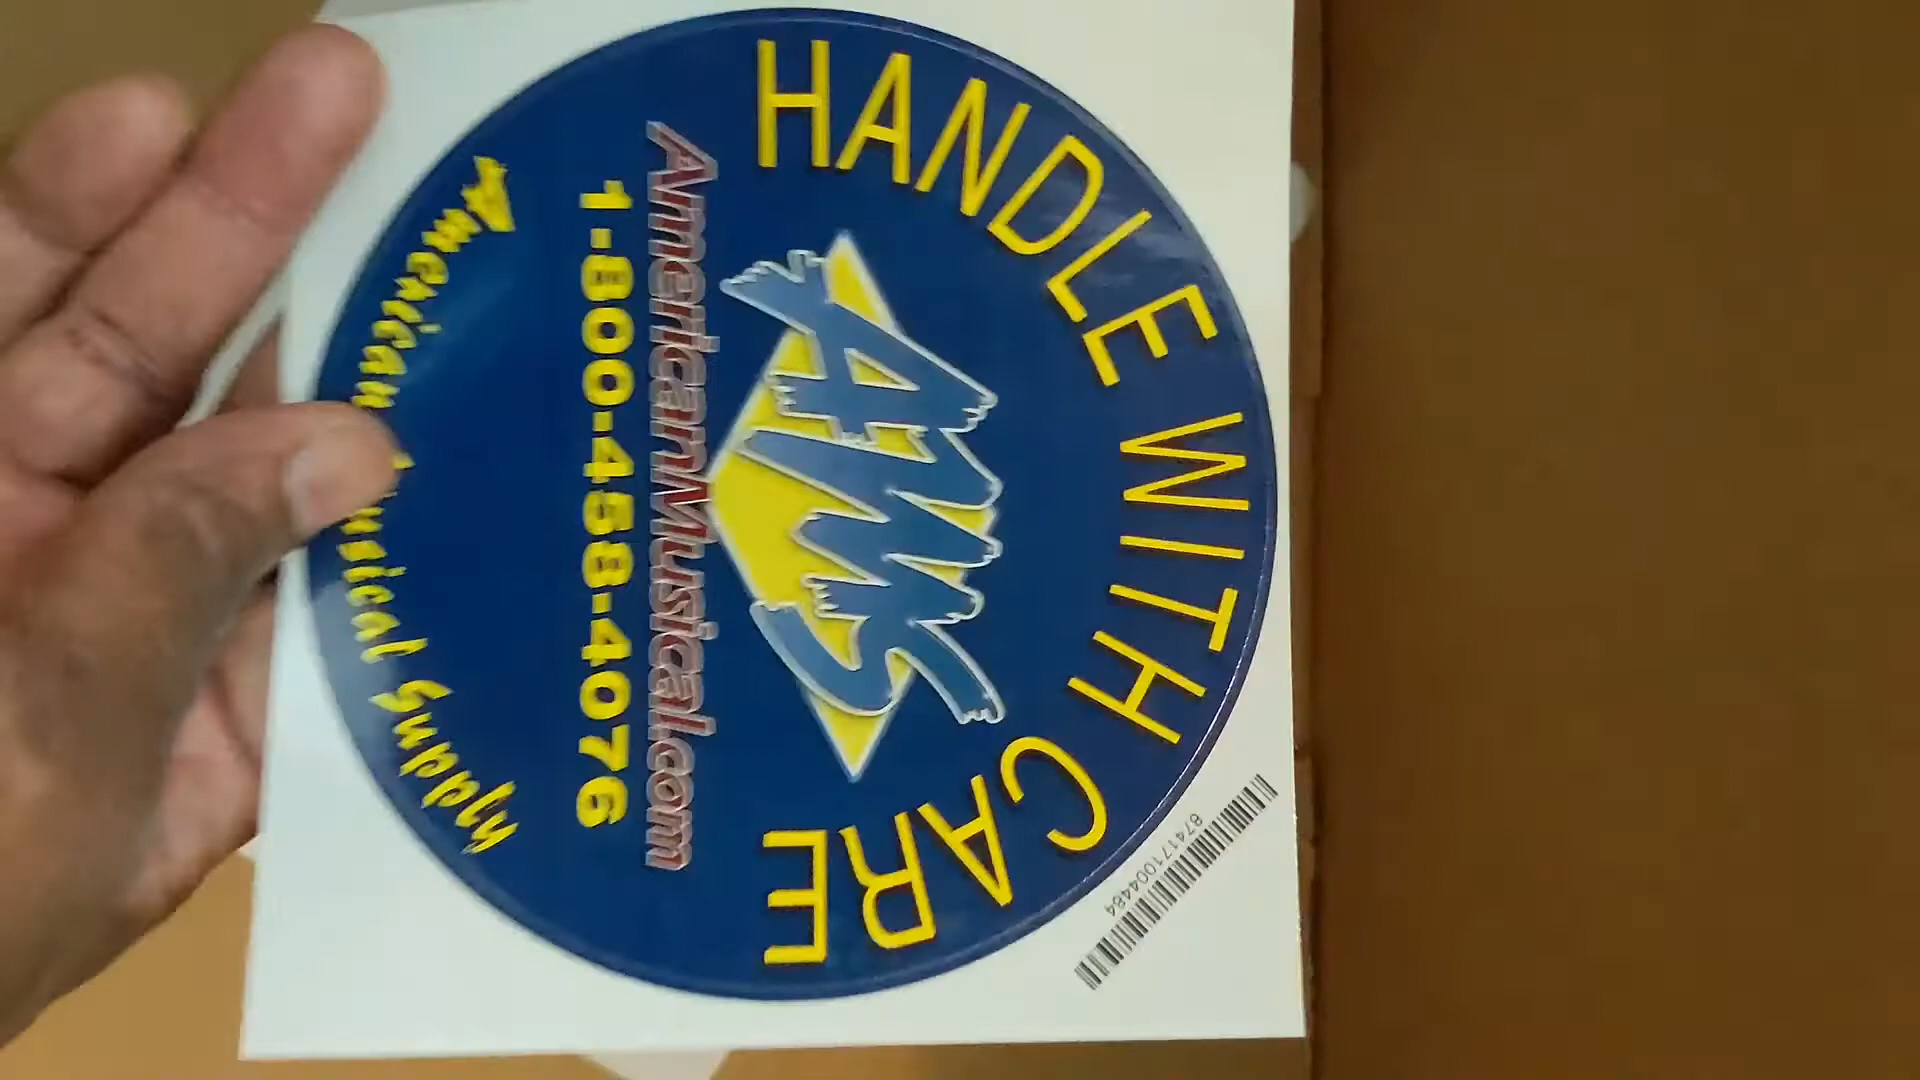 HANDLE WITH CARE
AMS
AmericanMusical.com
1-800-458-4076
American Musical Supply
874171004484